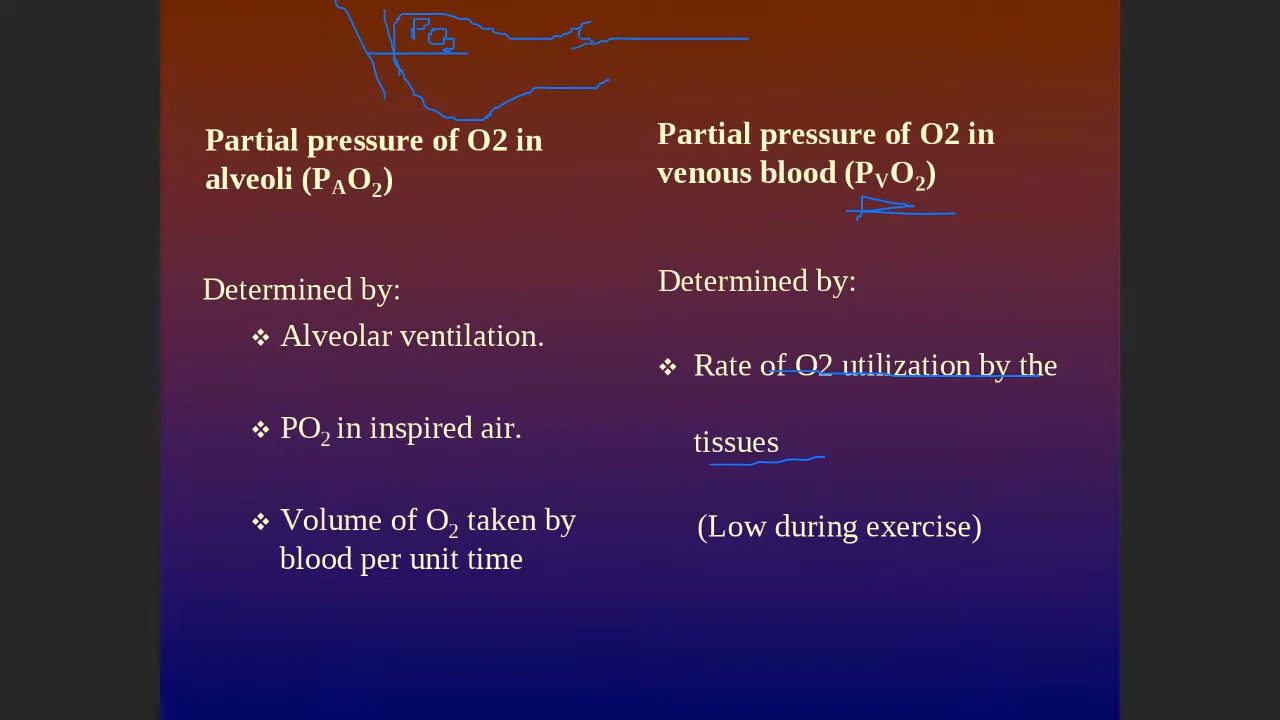 PO2
Partial pressure of O2 in
alveoli (PAO2)
Determined by:
❖ Alveolar ventilation.
❖ PO2 in inspired air.
❖ Volume of O2 taken by
blood per unit time
Partial pressure of O2 in
venous blood (PVO2)
Determined by:
❖ Rate of O2 utilization by the
tissues
(Low during exercise)